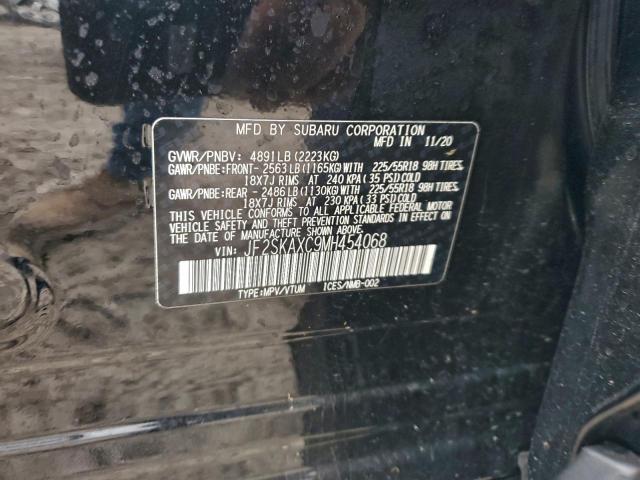 MFD BY SUBARU CORPORATION
MFD IN 11/20
GVWR/PNBV: 4891LB(2223KG)
GAWR/PNBE:FRONT- 2563LB(1165KG)WITH 225/55R18 98H TIRES,
18X7J RIMS AT 240 KPA(35 PSI)COLD
GAWR/PNBE:REAR - 2486LB(1130KG)WITH 225/55R18 98H TIRES,
18X7J RIMS AT 230 KPA(33 PSI)COLD
THIS VEHICLE CONFORMS TO ALL APPLICABLE FEDERAL MOTOR
VEHICLE SAFETY, BUMPER, AND THEFT PREVENTION STANDARDS IN EFFECT
ON THE DATE OF MANUFACTURE SHOWN ABOVE.
VIN: JF2SKAXC9MH454068
TYPE:MPV/VTUM ICES/NMB-002